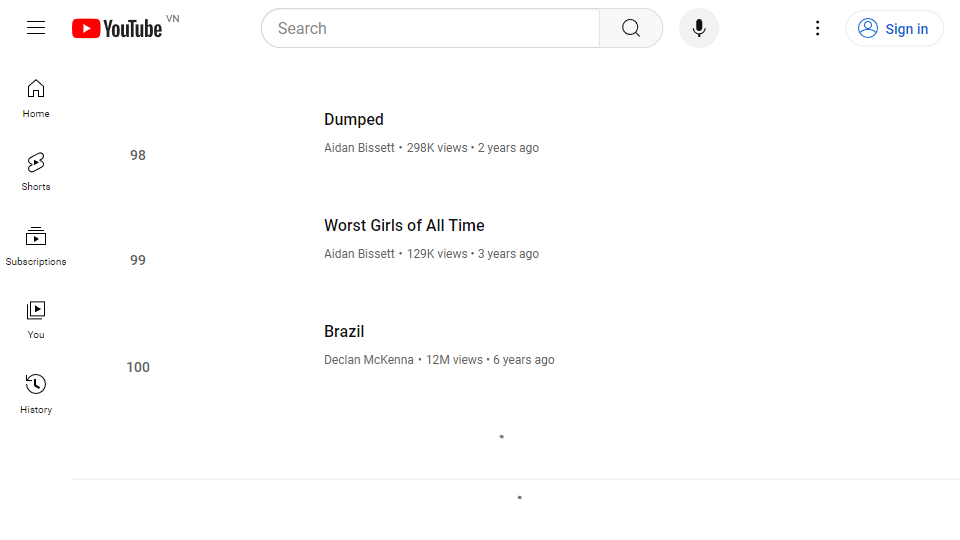 YouTube VN
Search
Sign in
Home
Shorts
Subscriptions
You
History
98
Dumped
Aidan Bissett • 298K views • 2 years ago
99
Worst Girls of All Time
Aidan Bissett • 129K views • 3 years ago
100
Brazil
Declan McKenna • 12M views • 6 years ago